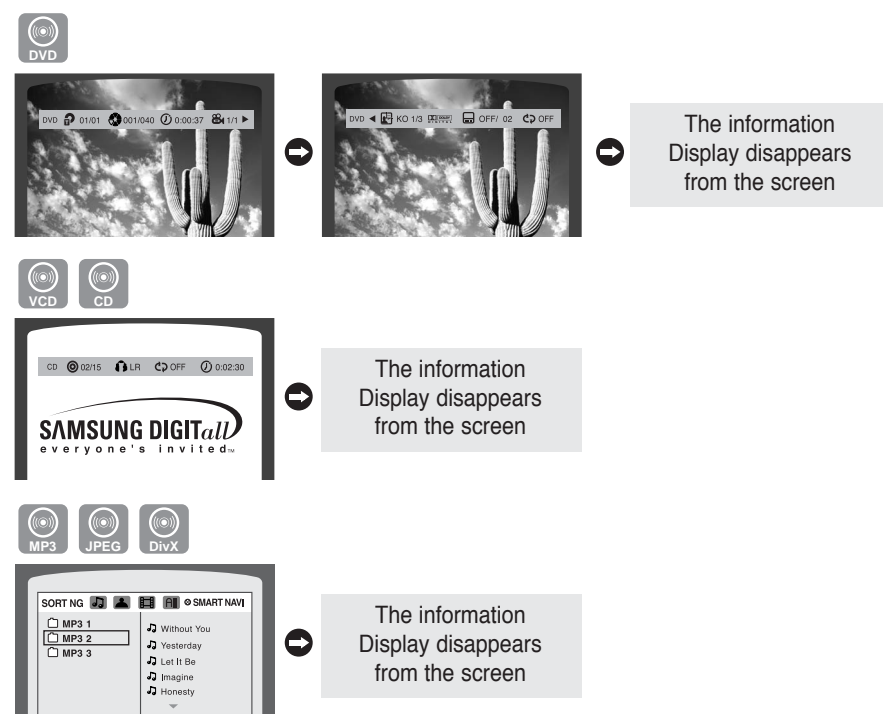 DVD
DVD 01/01 001/040 0:00:37 1/1
DVD KO 1/3 OFF/ 02 OFF
The information
Display disappears
from the screen
VCD CD
CD 02/15 LR OFF 0:02:30
SAMSUNG DIGITall
everyone's invited™
The information
Display disappears
from the screen
MP3 JPEG DivX
SORT NG SMART NAVI
MP3 1
MP3 2
MP3 3
Without You
Yesterday
Let It Be
Imagine
Honesty
The information
Display disappears
from the screen